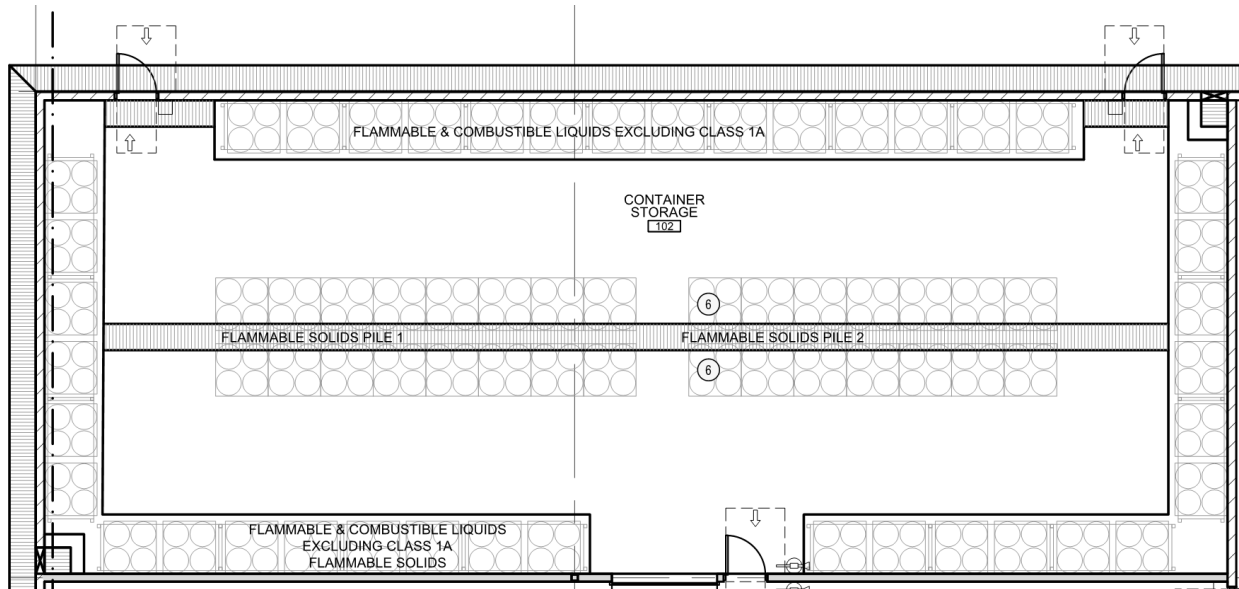 FLAMMABLE & COMBUSTIBLE LIQUIDS EXCLUDING CLASS 1A
CONTAINER
STORAGE
102
6
FLAMMABLE SOLIDS PILE 1
FLAMMABLE SOLIDS PILE 2
6
FLAMMABLE & COMBUSTIBLE LIQUIDS
EXCLUDING CLASS 1A
FLAMMABLE SOLIDS